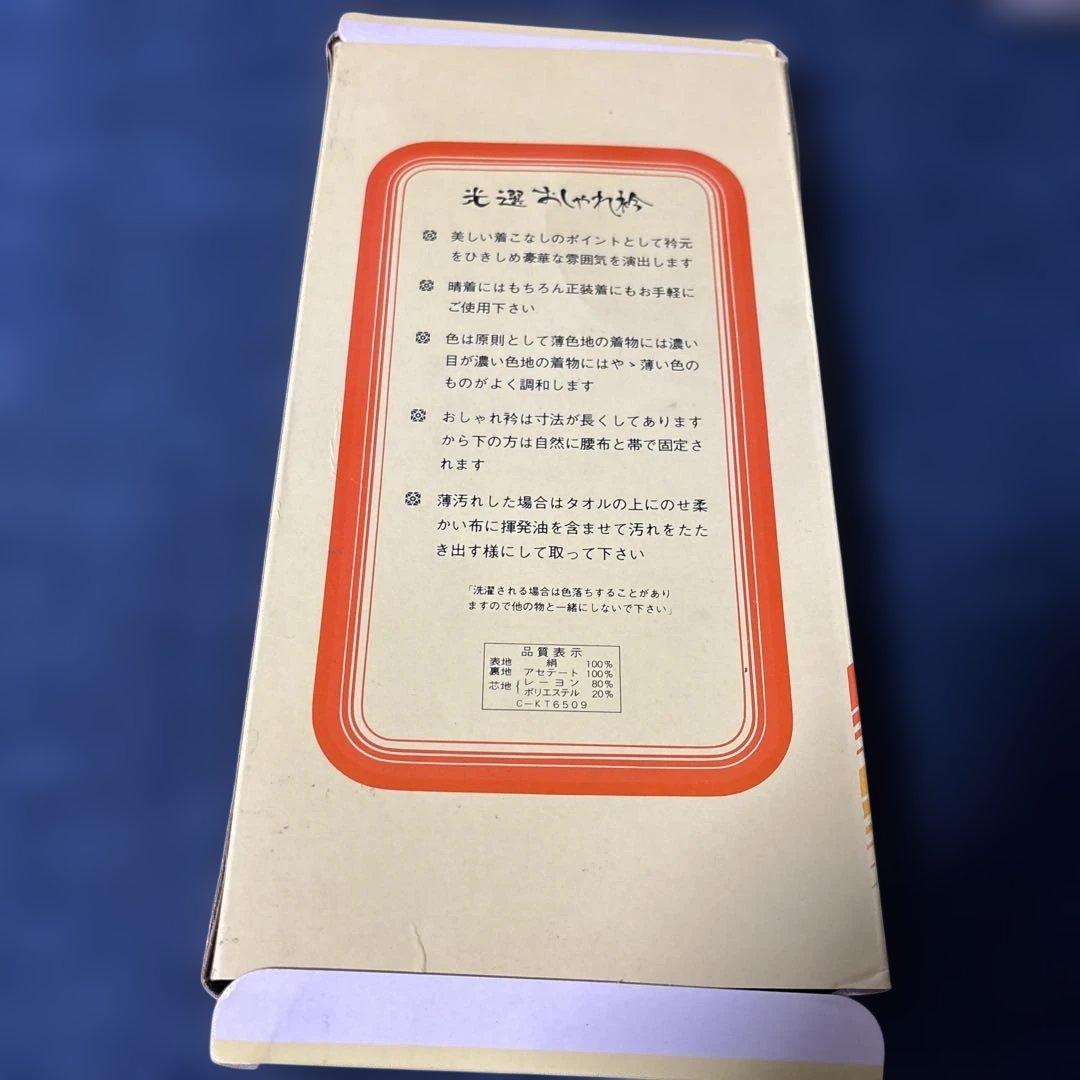 光選おしゃれ衿
美しい着こなしのポイントとして衿元
をひきしめ豪華な雰囲気を演出します
晴着にはもちろん正装着にもお手軽に
ご使用下さい
色は原則として薄色地の着物には濃い
目が濃い色地の着物にはやゝ薄い色の
ものがよく調和します
おしゃれ衿は寸法が長くしてあります
から下の方は自然に腰布と帯で固定さ
れます
薄汚れした場合はタオルの上にのせ柔
かい布に揮発油を含ませて汚れをたた
き出す様にして取って下さい
「洗濯される場合は色落ちすることがあり
ますので他の物と一緒にしないで下さい」
品質表示
表地 絹 100%
裏地 アセテート 100%
芯地 { レーヨン 80%
ポリエステル 20%
C-KT6509